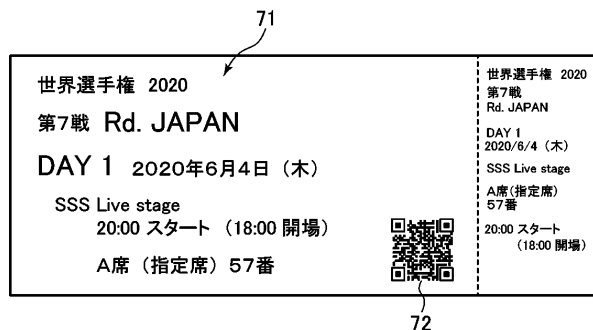 71
世界選手権 2020
第7戦 Rd. JAPAN
DAY 1 2020年6月4日（木）
SSS Live stage
20:00 スタート （18:00 開場）
A席（指定席）57番
世界選手権 2020
第7戦
Rd. JAPAN
DAY 1
2020/6/4（木）
SSS Live stage
A席（指定席）
57番
20:00 スタート
（18:00 開場）
72